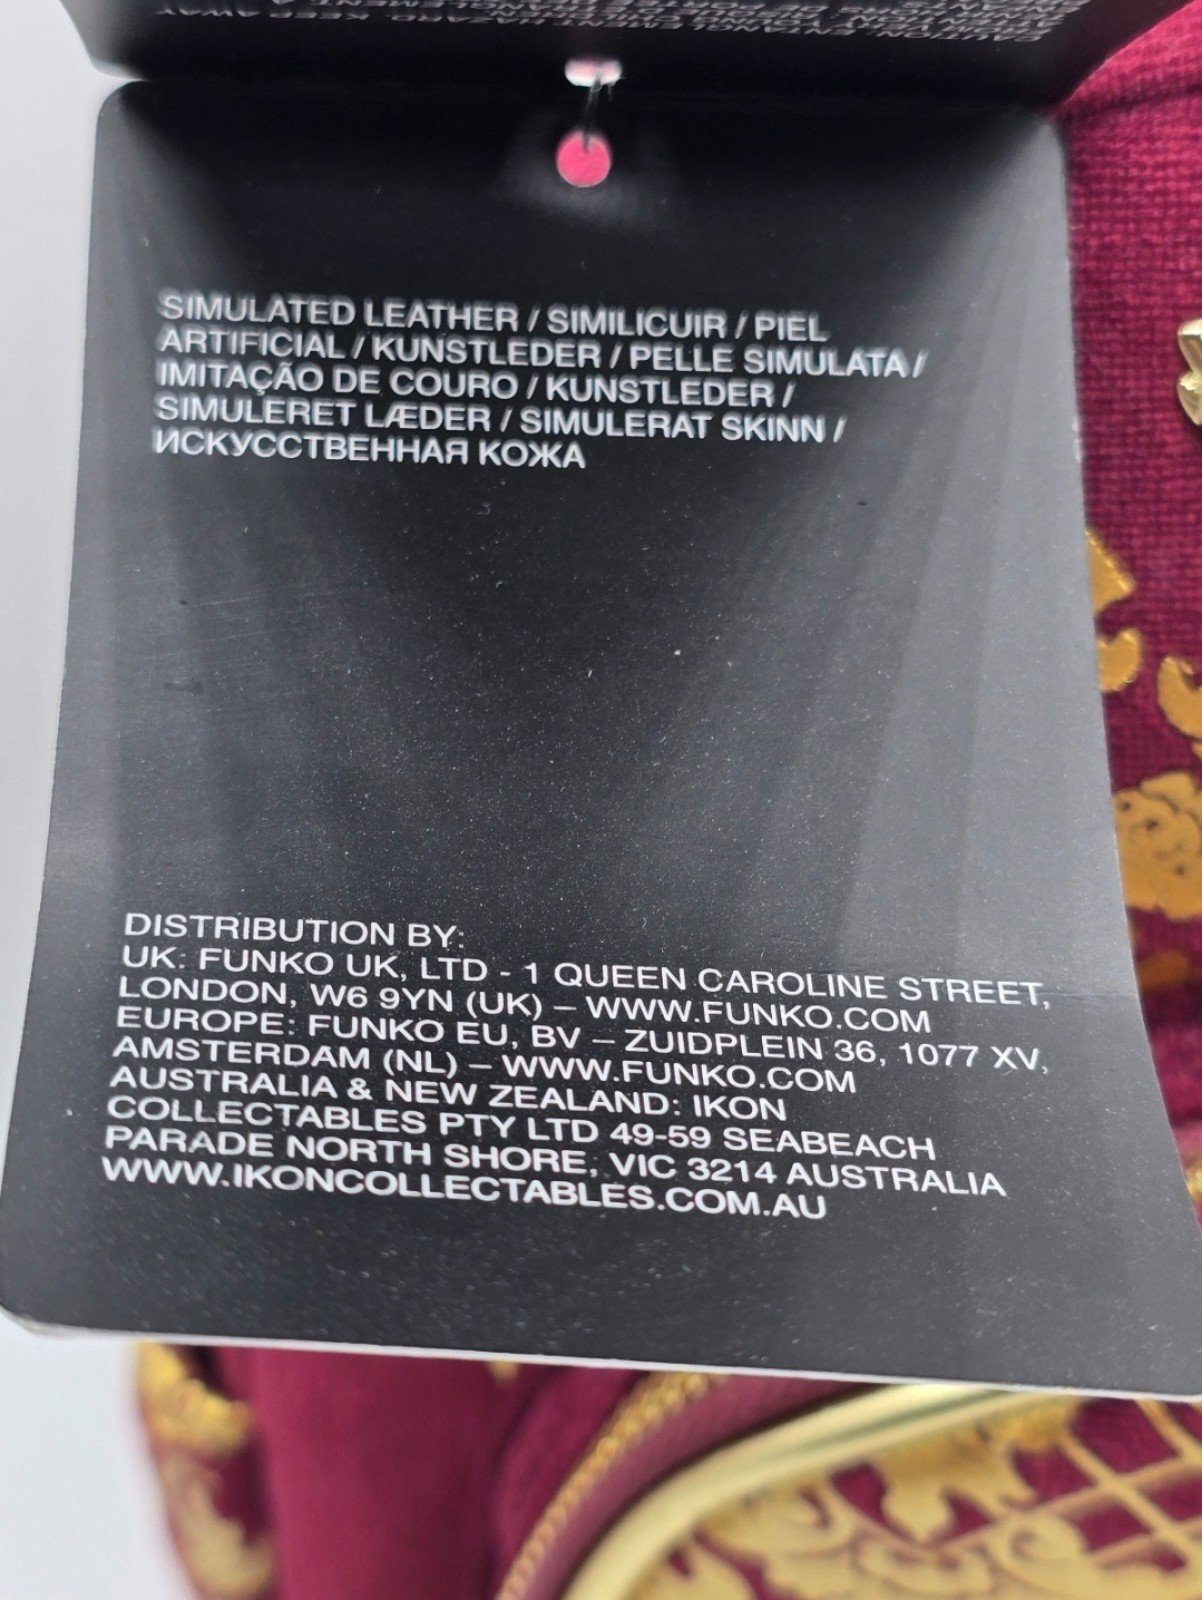 SIMULATED LEATHER / SIMILICUIR / PIEL
ARTIFICIAL / KUNSTLEDER / PELLE SIMULATA /
IMITAÇÃO DE COURO / KUNSTLEDER /
SIMULERET LÆDER / SIMULERAT SKINN /
ИСКУССТВЕННАЯ КОЖА
DISTRIBUTION BY:
UK: FUNKO UK, LTD - 1 QUEEN CAROLINE STREET,
LONDON, W6 9YN (UK) – WWW.FUNKO.COM
EUROPE: FUNKO EU, BV – ZUIDPLEIN 36, 1077 XV,
AMSTERDAM (NL) – WWW.FUNKO.COM
AUSTRALIA & NEW ZEALAND: IKON
COLLECTABLES PTY LTD 49-59 SEABEACH
PARADE NORTH SHORE, VIC 3214 AUSTRALIA
WWW.IKONCOLLECTABLES.COM.AU